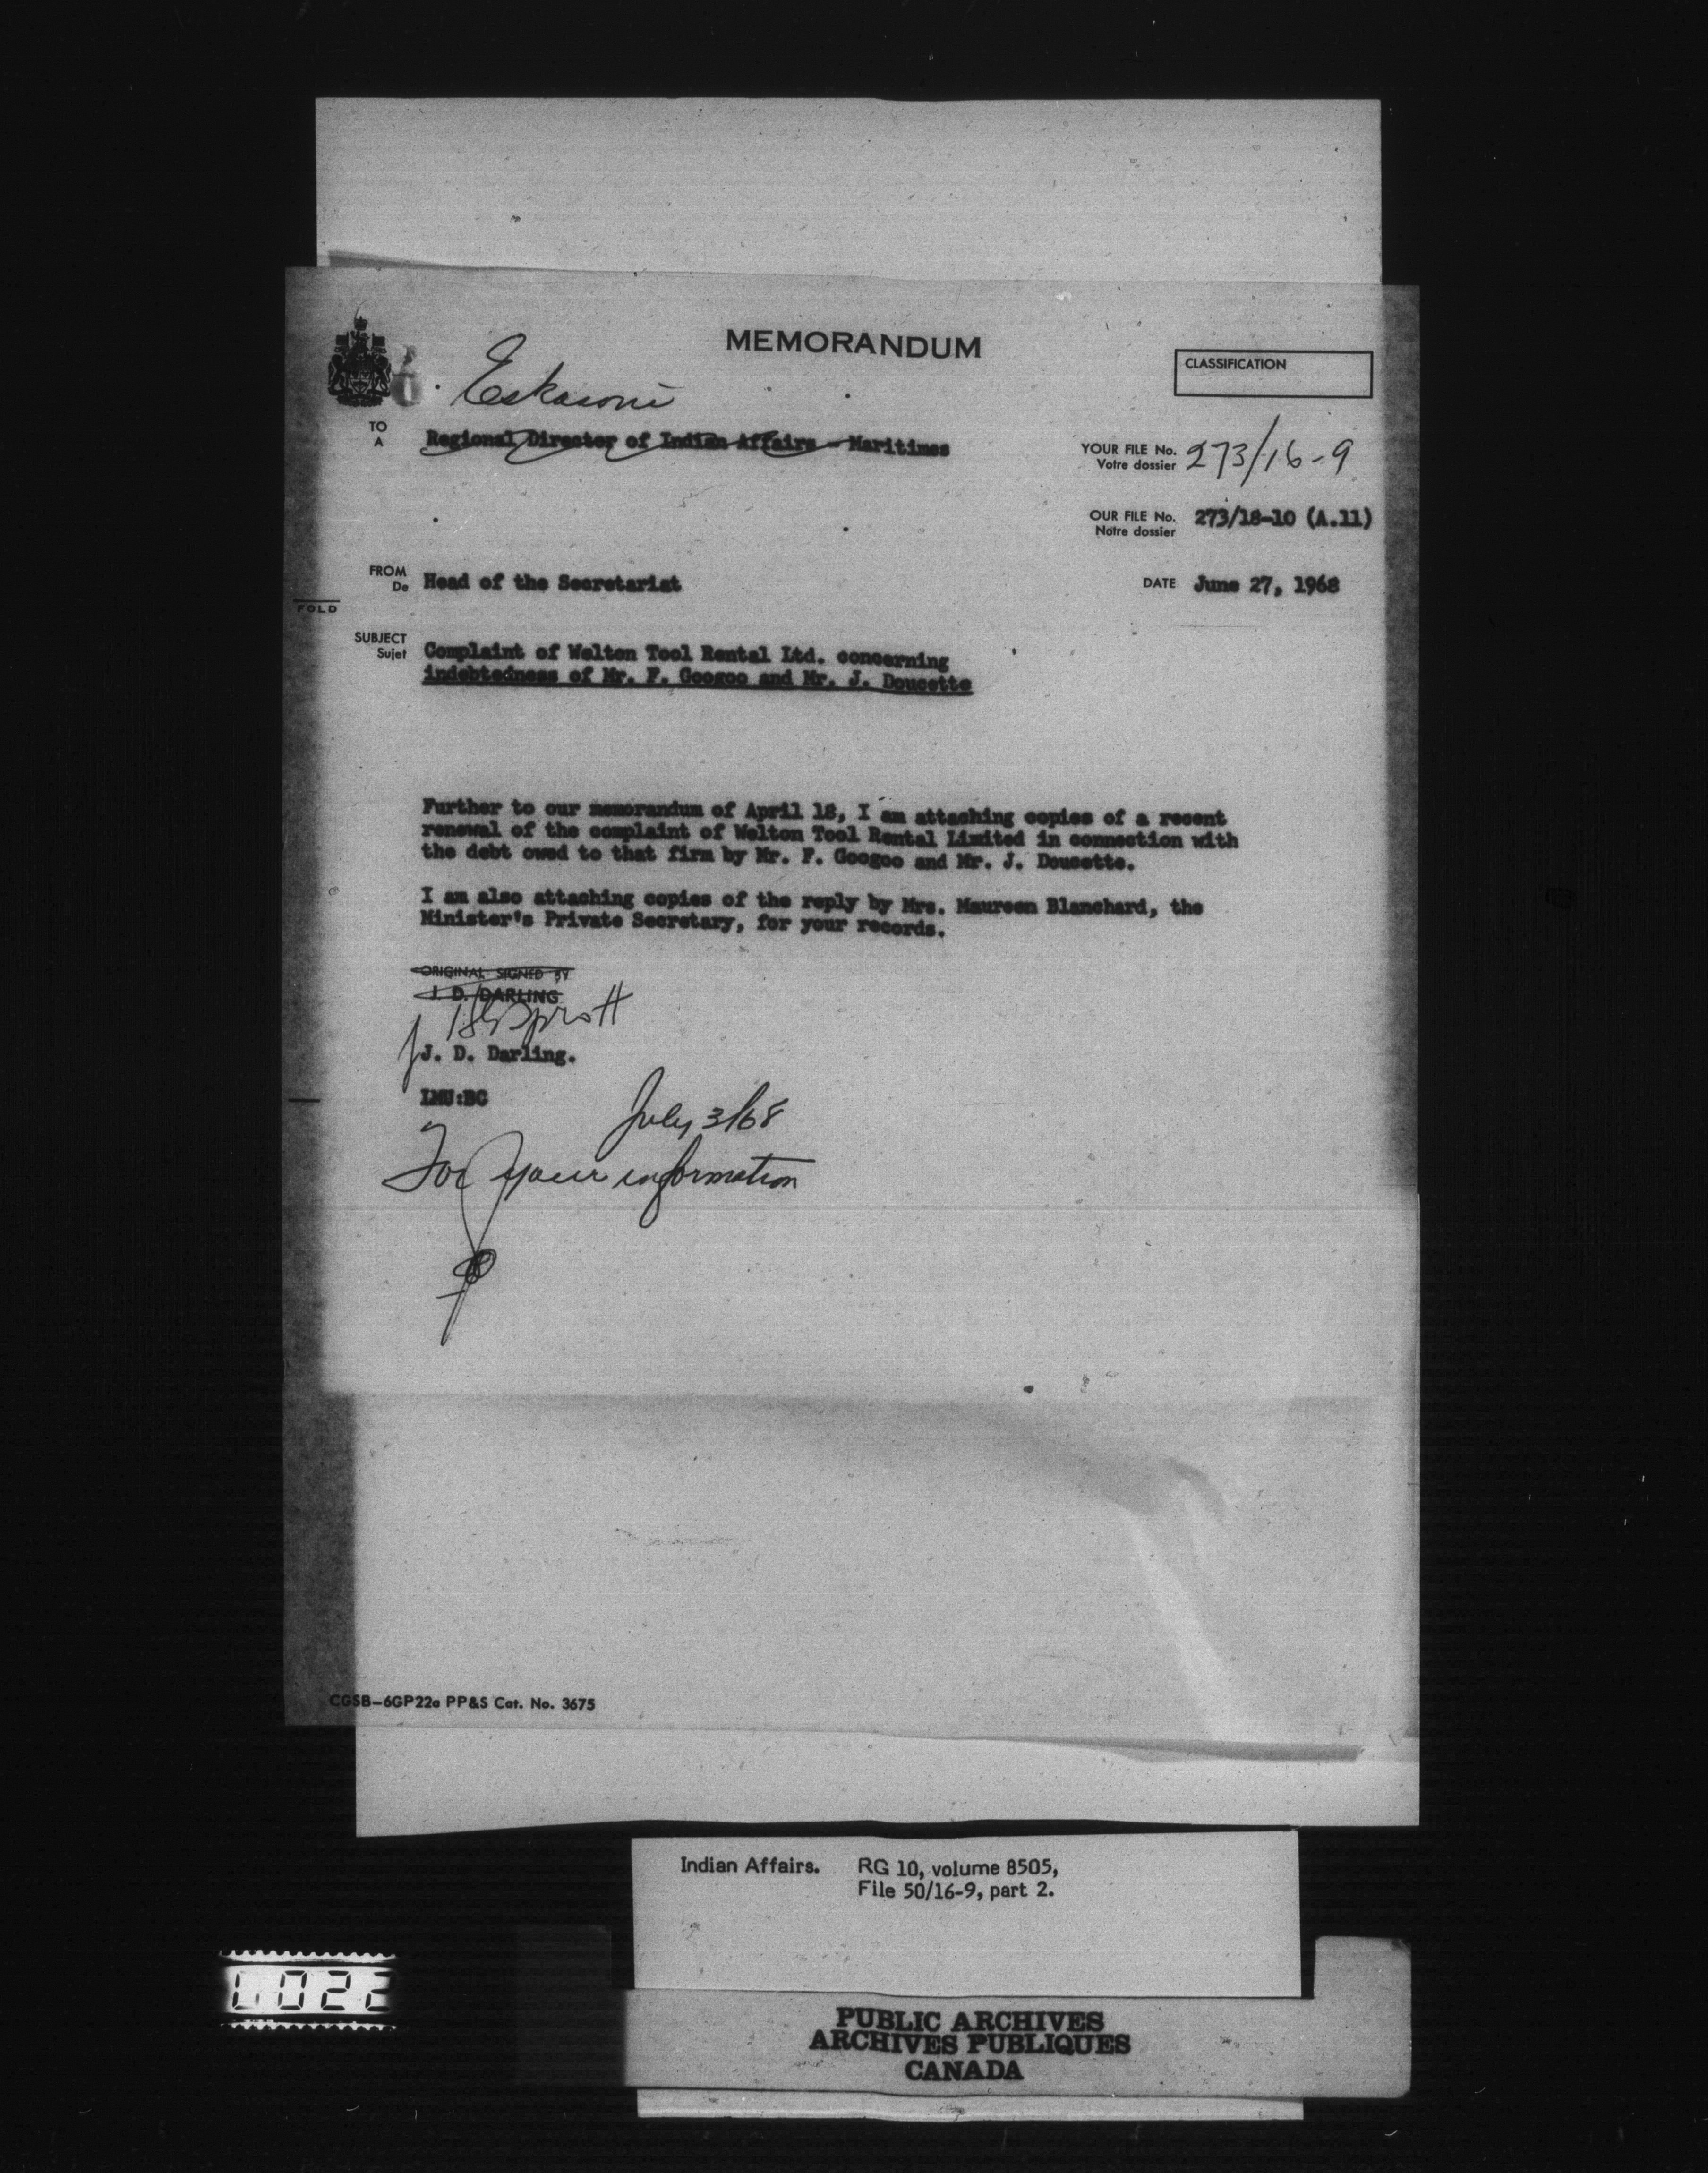 MEMORANDUM
CLASSIFICATION
Eskasoni
TO
A
Regional Director of Indian Affairs - Maritimes
YOUR FILE No.
Votre dossier
273/16-9
OUR FILE No.
Notre dossier
273/18-10 (A.11)
FROM
De
Head of the Secretariat
DATE
June 27, 1968
FOLD
SUBJECT
Sujet
Complaint of Welton Tool Rental Ltd. concerning
indebtedness of Mr. F. Googoo and Mr. J. Doucette
Further to our memorandum of April 18, I am attaching copies of a recent
renewal of the complaint of Welton Tool Rental Limited in connection with
the debt owed to that firm by Mr. F. Googoo and Mr. J. Doucette.
I am also attaching copies of the reply by Mrs. Maureen Blanchard, the
Minister's Private Secretary, for your records.
ORIGINAL SIGNED BY
J. D. DARLING
J. D. Darling.
LMU:BC
July 3/68
For your information
CGSB-6GP22a PP&S Cat. No. 3675
Indian Affairs. RG 10, volume 8505,
File 50/16-9, part 2.
0022
PUBLIC ARCHIVES
ARCHIVES PUBLIQUES
CANADA